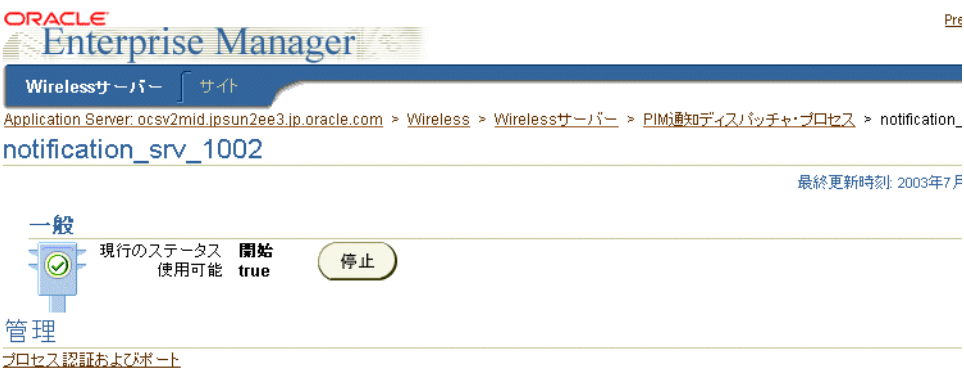 ORACLE
Enterprise Manager
Wirelessサーバー サイト
Application Server: ocsv2mid.jpsun2ee3.jp.oracle.com > Wireless > Wirelessサーバー > PIM通知ディスパッチャ・プロセス > notification_
notification_srv_1002
最終更新時刻: 2003年7月
一般
現行のステータス 開始
使用可能 true
停止
管理
プロセス認証およびポート